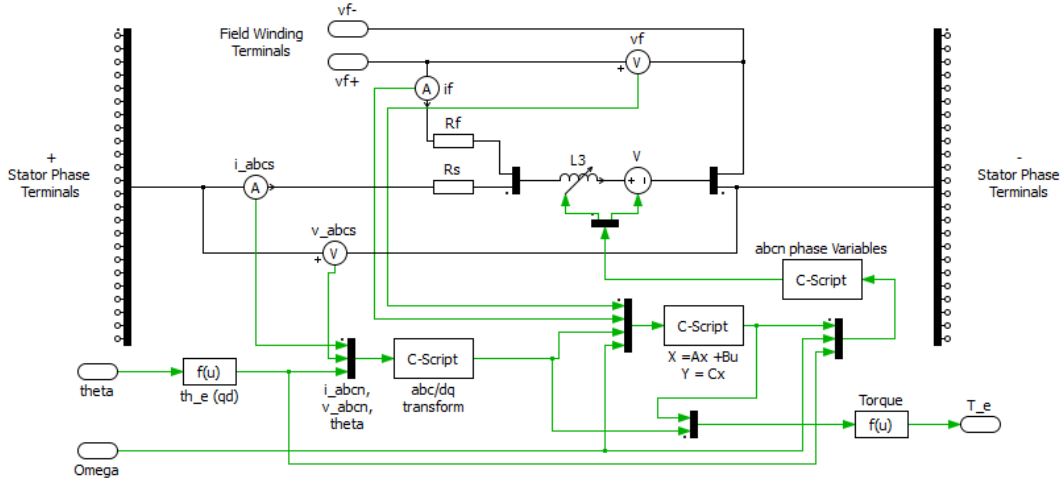 vf-
Field Winding
Terminals
vf+
vf
V
+
A
if
Rf
+
Stator Phase
Terminals
i_abcs
A
Rs
L3
V
+ -
-
Stator Phase
Terminals
v_abcs
V
+
abcn phase Variables
C-Script
C-Script
X =Ax +Bu
Y = Cx
C-Script
abc/dq
transform
i_abcn,
v_abcn,
theta
theta
f(u)
th_e (qd)
Torque
f(u)
T_e
Omega